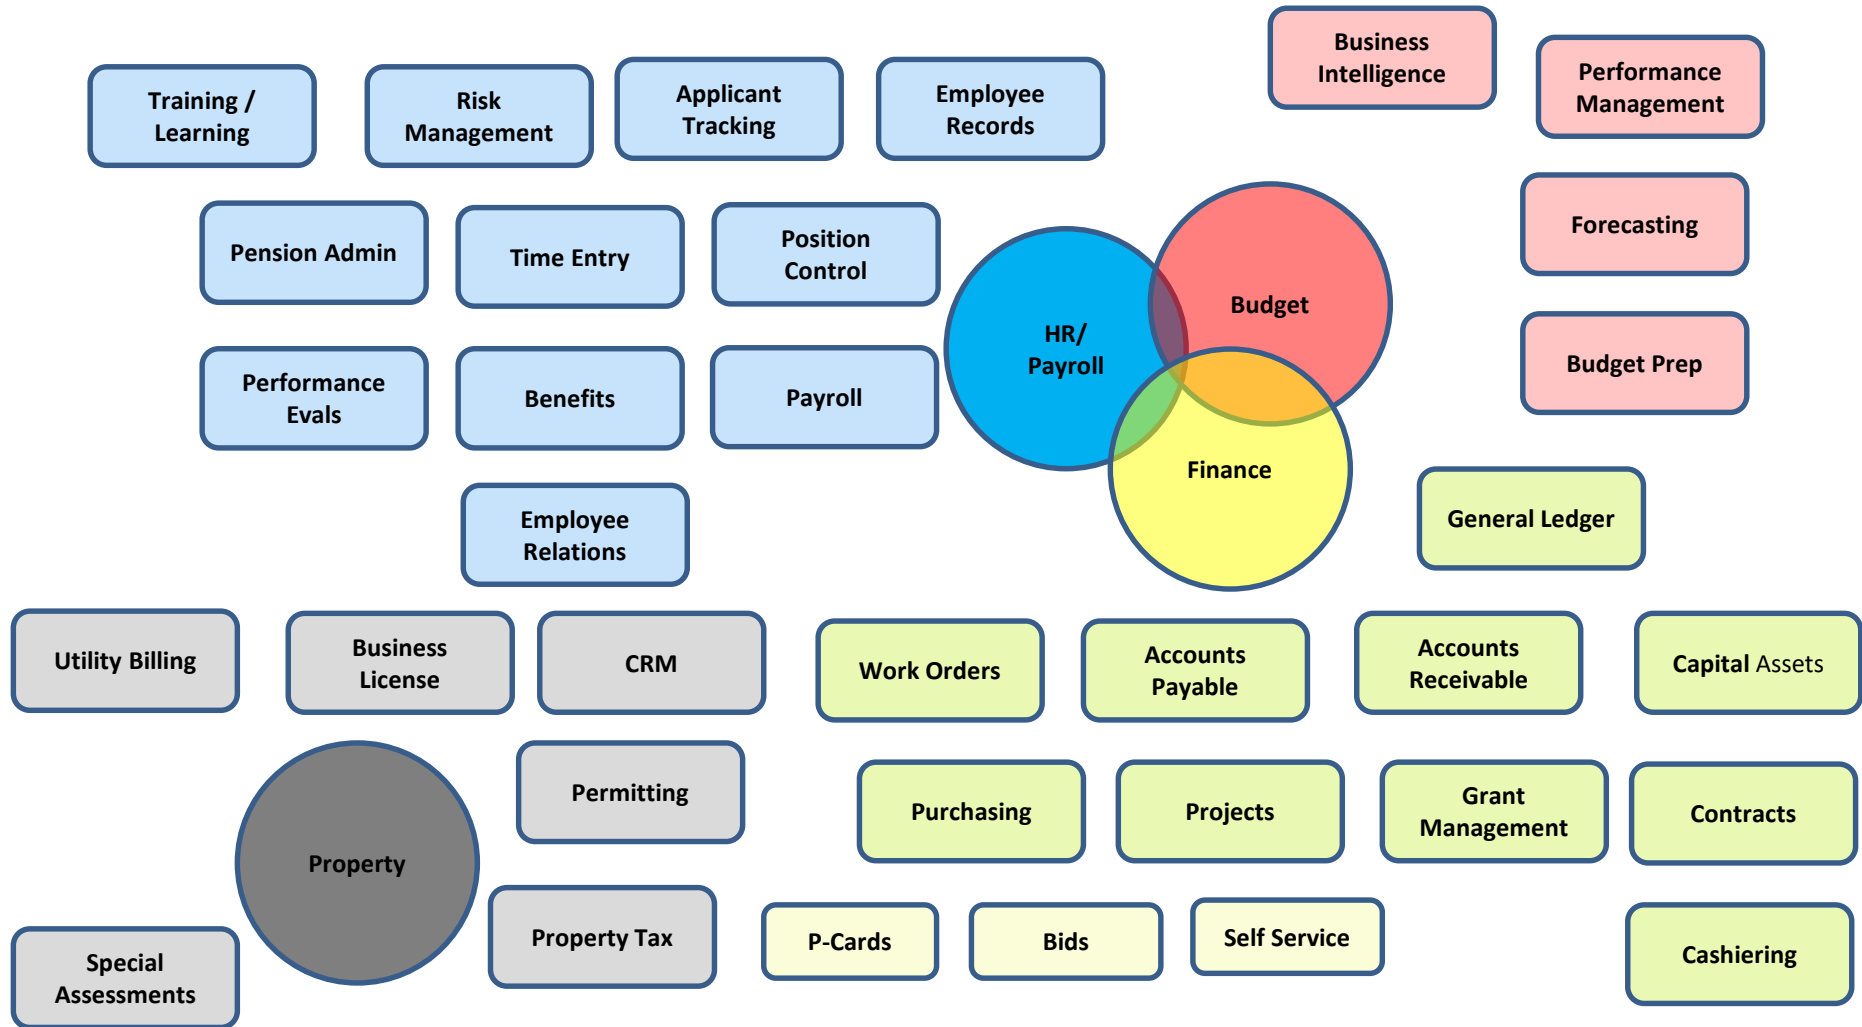 Business
Intelligence
Performance
Management
Training /
Learning
Risk
Management
Applicant
Tracking
Employee
Records
Forecasting
Pension Admin
Time Entry
Position
Control
Budget
HR/
Payroll
Budget Prep
Performance
Evals
Benefits
Payroll
Finance
General Ledger
Employee
Relations
Utility Billing
Business
License
CRM
Work Orders
Accounts
Payable
Accounts
Receivable
Capital Assets
Permitting
Purchasing
Projects
Grant
Management
Contracts
Property
Property Tax
P-Cards
Bids
Self Service
Cashiering
Special
Assessments